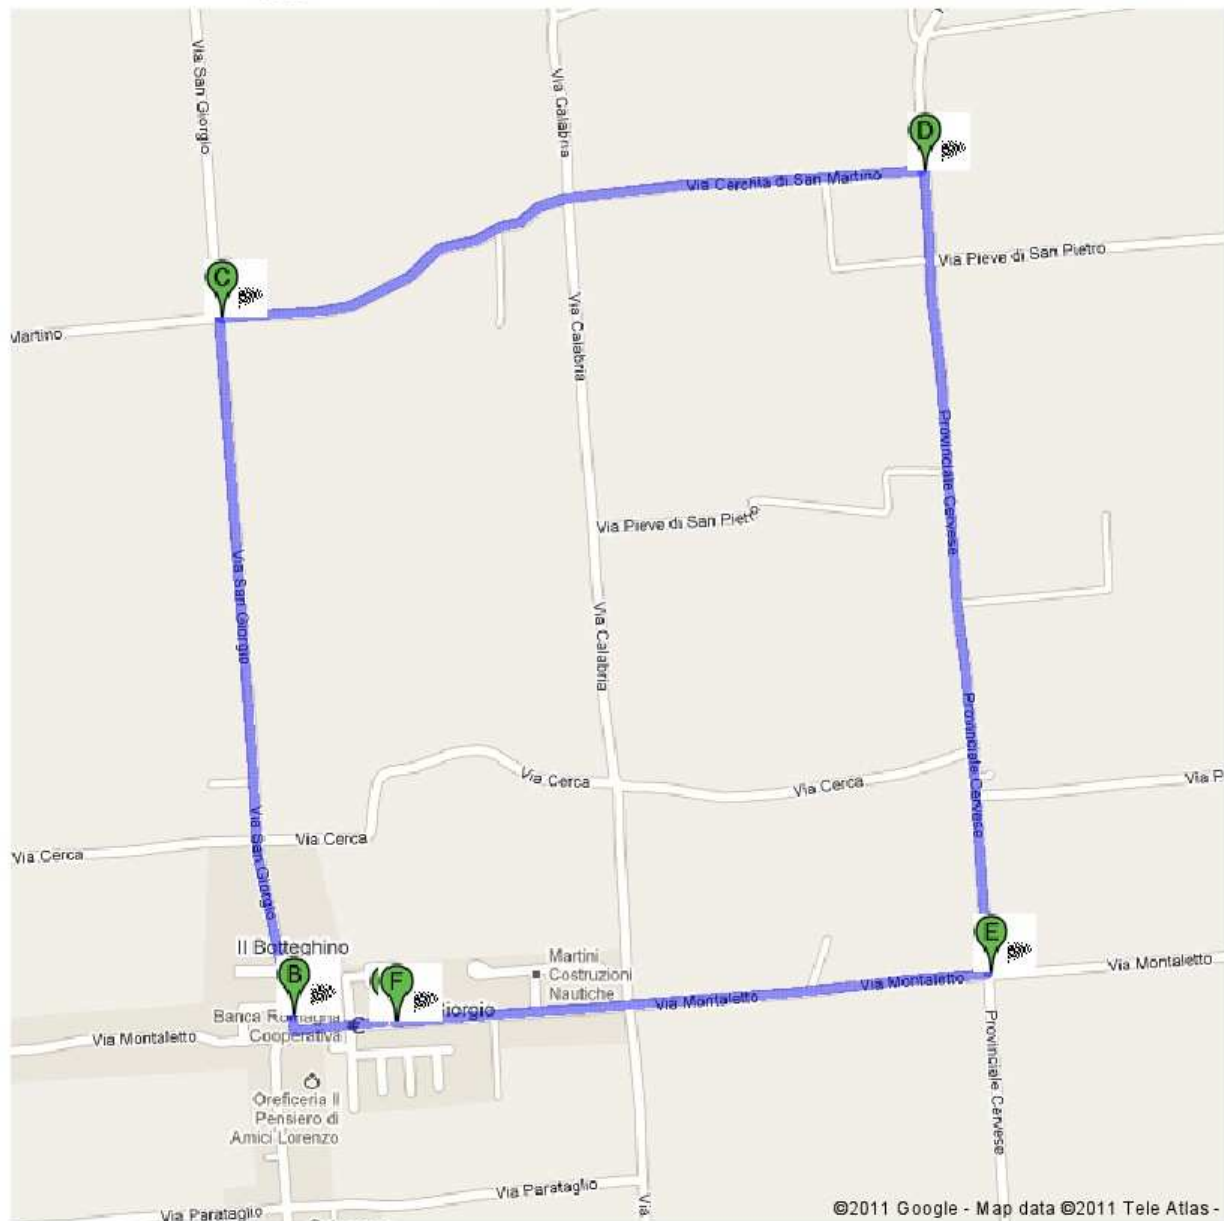 Via San Giorgio
Via Calabria
D
Via Cerchia di San Martino
Via Pieve di San Pietro
C
Martino
Via Calabria
Provinciale Cervese
Via Pieve di San Pietro
Via San Giorgio
Via Calabria
Provinciale Cervese
Via Cerca
Via Cerca
Via P
Via San Giorgio
Via Cerca
Via Cerca
E
Il Botteghino
Martini
Costruzioni
Nautiche
Via Montaletto
B
F
Via Montaletto
Via Montaletto
iorgio
Banca Romagna
Cooperativa
€
Via Montaletto
Provinciale Cervese
Oreficeria Il
Pensiero di
Amici Lorenzo
Via Parataglio
Via Parataglio
Via
©2011 Google - Map data ©2011 Tele Atlas -